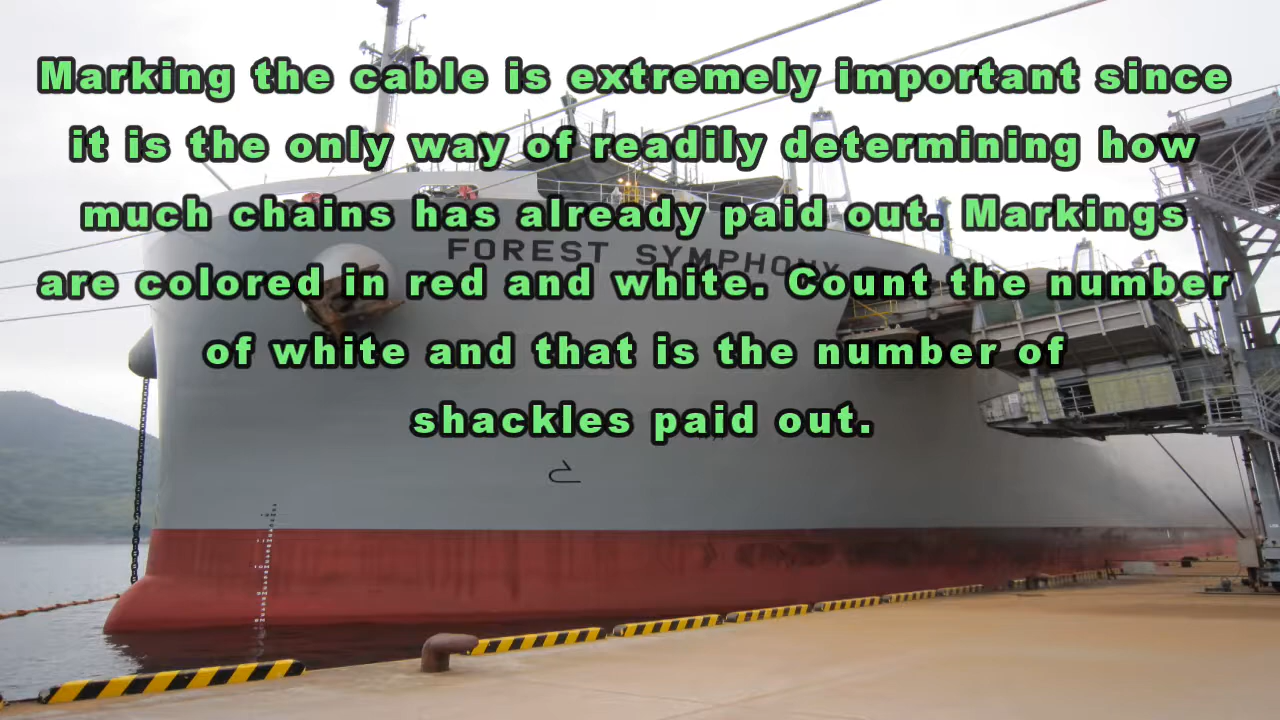 Marking the cable is extremely important since
it is the only way of readily determining how
much chains has already paid out. Markings
FOREST SYMPHONY
are colored in red and white. Count the number
of white and that is the number of
shackles paid out.